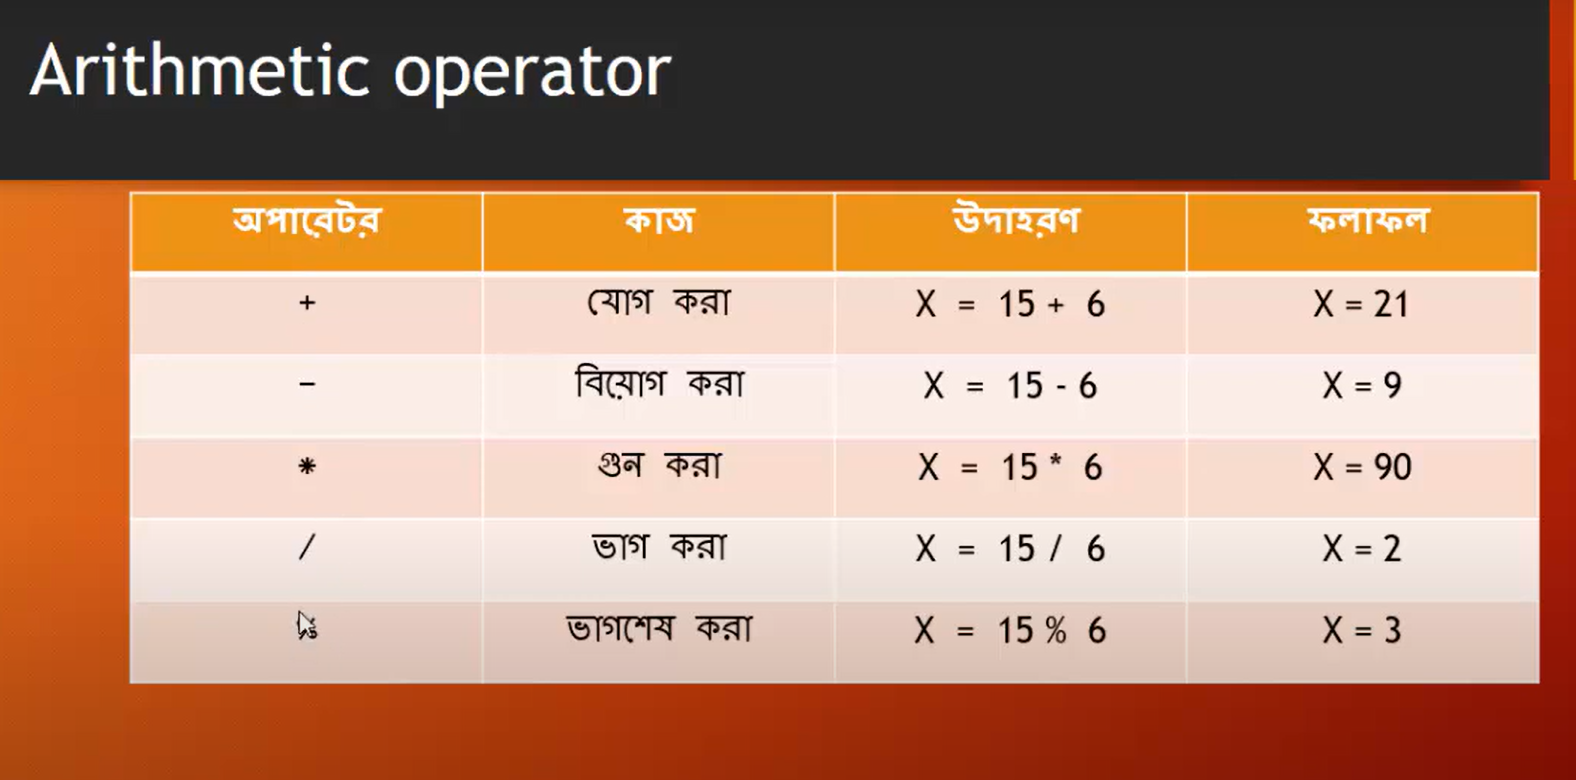 Arithmetic operator
অপারেটর কাজ উদাহরণ ফলাফল
+ যোগ করা X = 15 + 6 X = 21
– বিয়োগ করা X = 15 - 6 X = 9
* গুন করা X = 15 * 6 X = 90
/ ভাগ করা X = 15 / 6 X = 2
ভাগশেষ করা X = 15 % 6 X = 3